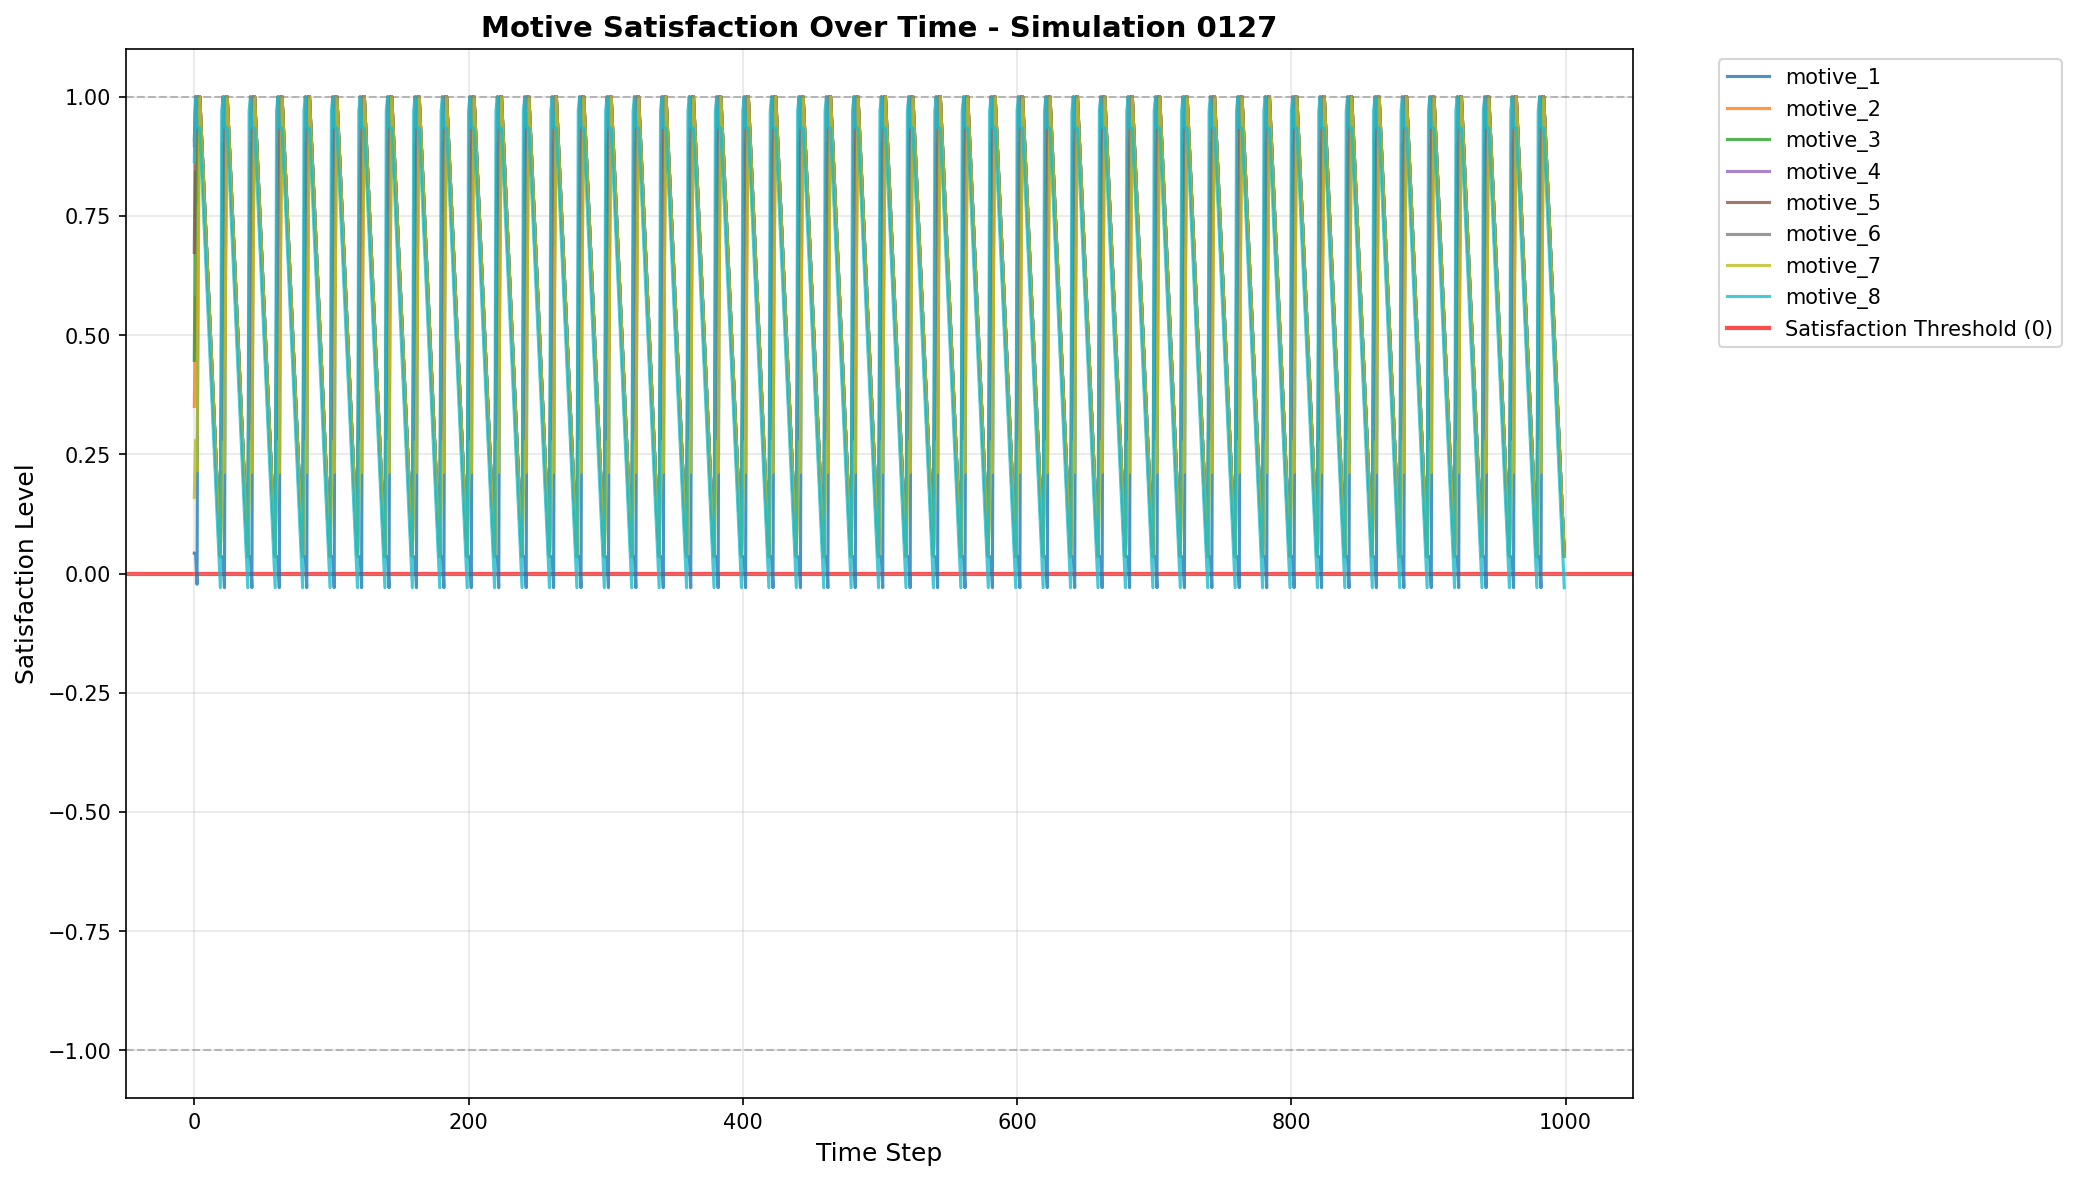 Motive Satisfaction Over Time - Simulation 0127
Satisfaction Level
1.00
0.75
0.50
0.25
0.00
−0.25
−0.50
−0.75
−1.00
0
200
400
600
800
1000
Time Step
motive_1
motive_2
motive_3
motive_4
motive_5
motive_6
motive_7
motive_8
Satisfaction Threshold (0)